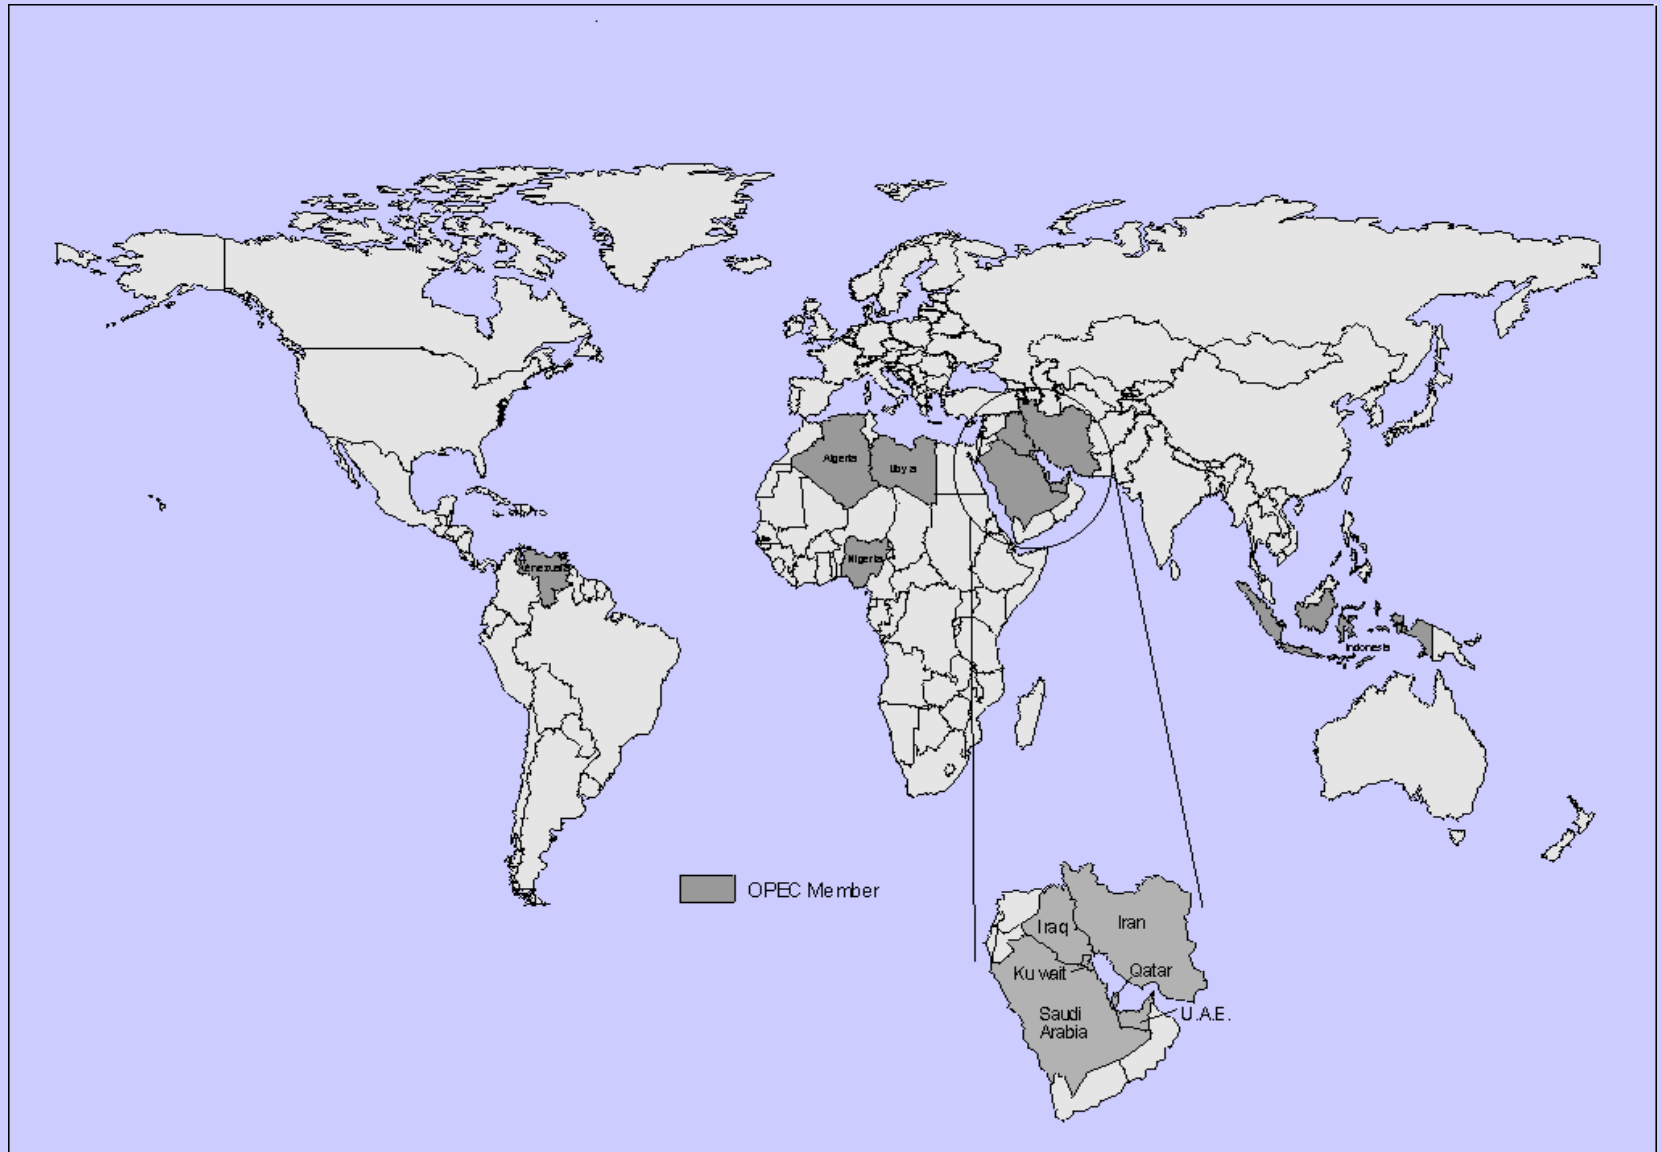 Algeria
Libya
Venezuela
Nigeria
Indonesia
OPEC Member
Iraq
Iran
Kuwait
Qatar
Saudi
Arabia
U.A.E.